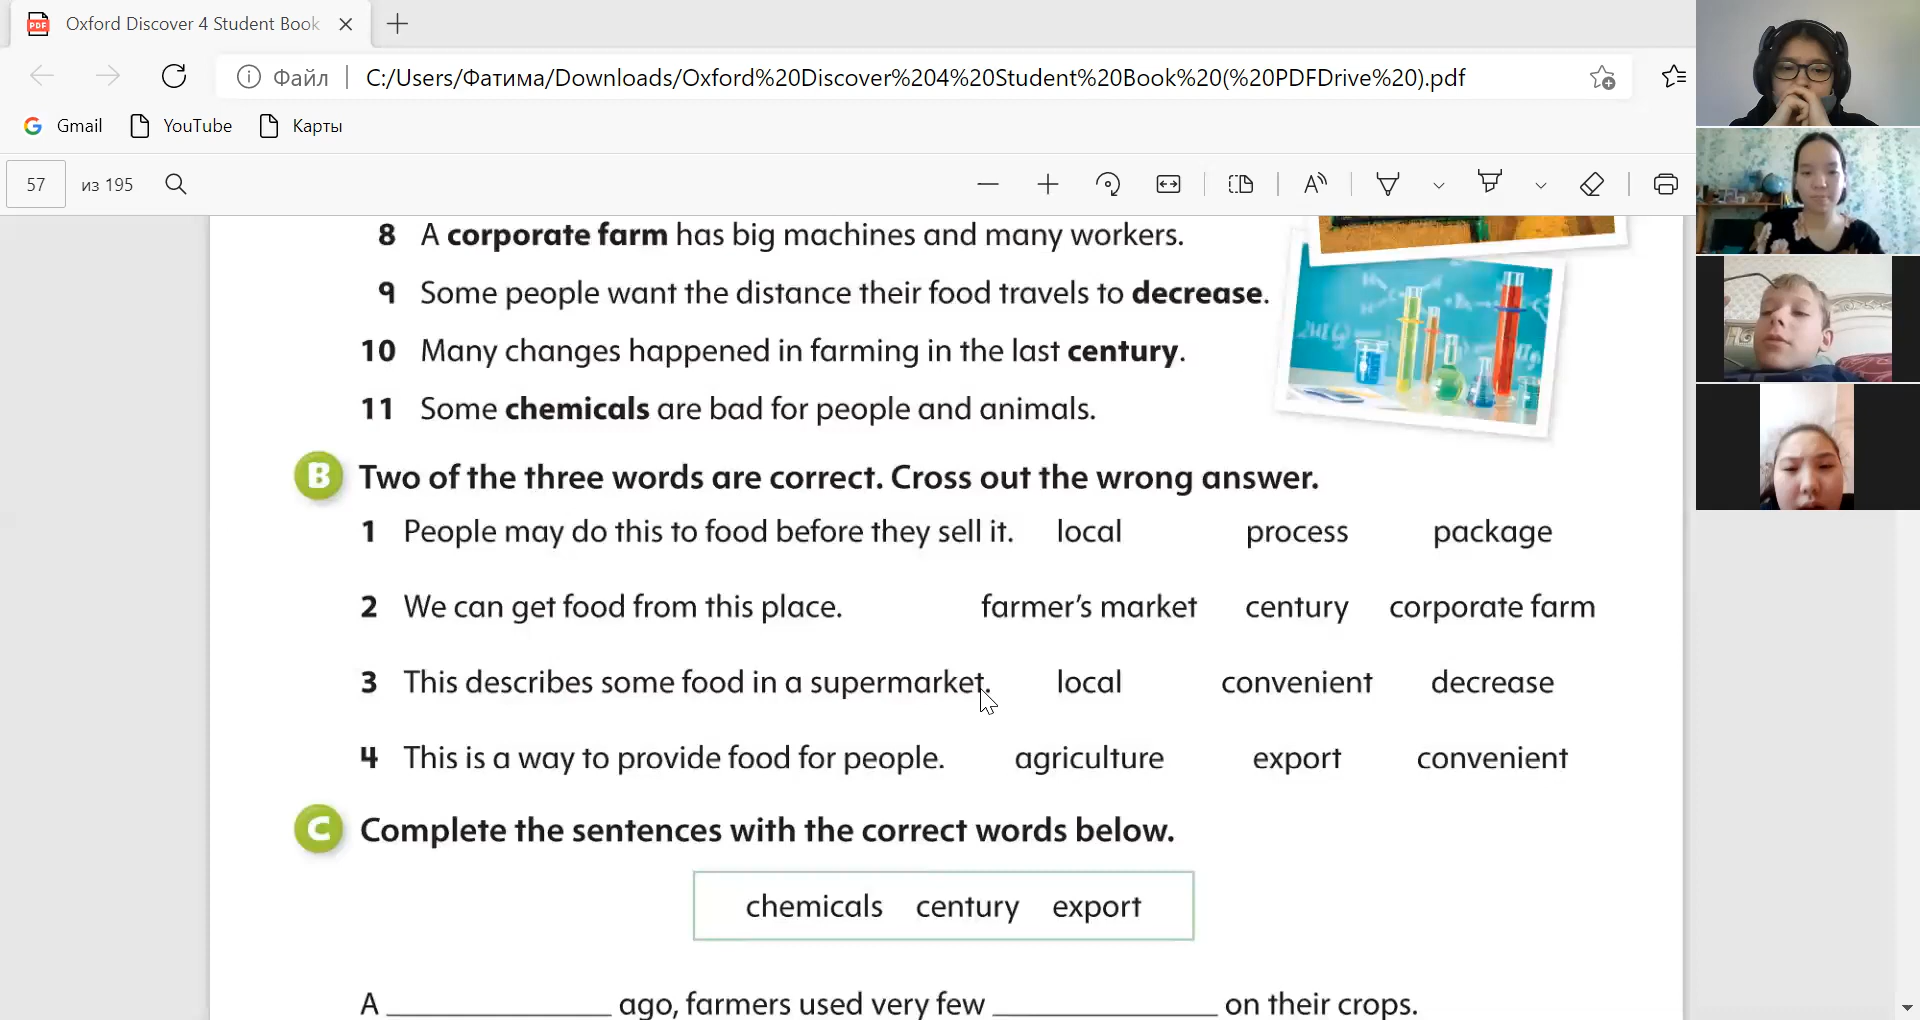 Oxford Discover 4 Student Book
Файл C:/Users/Фатима/Downloads/Oxford%20Discover%204%20Student%20Book%20(%20PDFDrive%20).pdf
Gmail YouTube Карты
57 из 195
8 A corporate farm has big machines and many workers.
9 Some people want the distance their food travels to decrease.
10 Many changes happened in farming in the last century.
11 Some chemicals are bad for people and animals.
B Two of the three words are correct. Cross out the wrong answer.
1 People may do this to food before they sell it. local process package
2 We can get food from this place. farmer’s market century corporate farm
3 This describes some food in a supermarket. local convenient decrease
4 This is a way to provide food for people. agriculture export convenient
C Complete the sentences with the correct words below.
chemicals century export
A ______________ ago, farmers used very few ______________ on their crops.